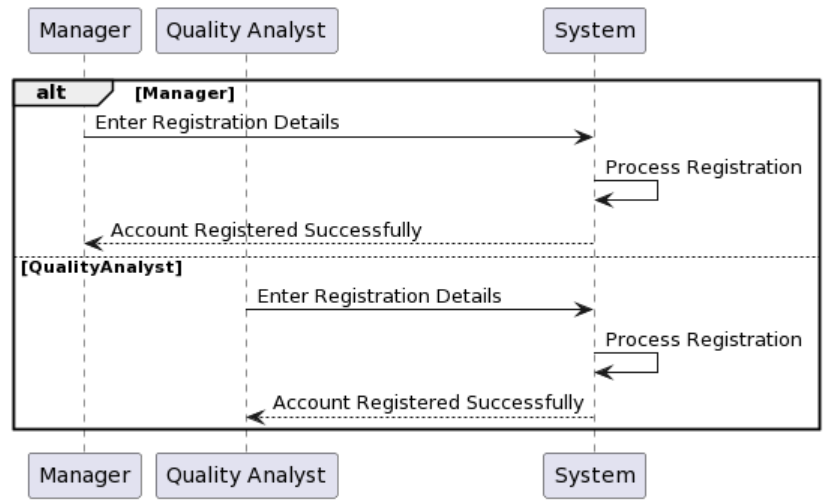 Manager Quality Analyst System
alt [Manager]
Enter Registration Details
Process Registration
Account Registered Successfully
[QualityAnalyst]
Enter Registration Details
Process Registration
Account Registered Successfully
Manager Quality Analyst System